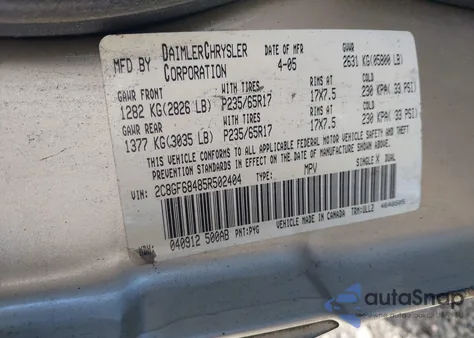 MFD BY DAIMLERCHRYSLER CORPORATION DATE OF MFR 4-05 GVWR 2631 KG(05800 LB)
GAWR FRONT WITH TIRES RIMS AT COLD
1282 KG(2826 LB) P235/65R17 17X7.5 230 KPA( 33 PSI)
GAWR REAR WITH TIRES RIMS AT COLD
1377 KG(3035 LB) P235/65R17 17X7.5 230 KPA( 33 PSI)
THIS VEHICLE CONFORMS TO ALL APPLICABLE FEDERAL MOTOR VEHICLE SAFETY AND THEFT
PREVENTION STANDARDS IN EFFECT ON THE DATE OF MANUFACTURE SHOWN ABOVE.
VIN: 2C8GF68485R502404 TYPE: MPV SINGLE X DUAL
040912 500AB PNT:PYG VEHICLE MADE IN CANADA TRM:ULL2
autoSnap